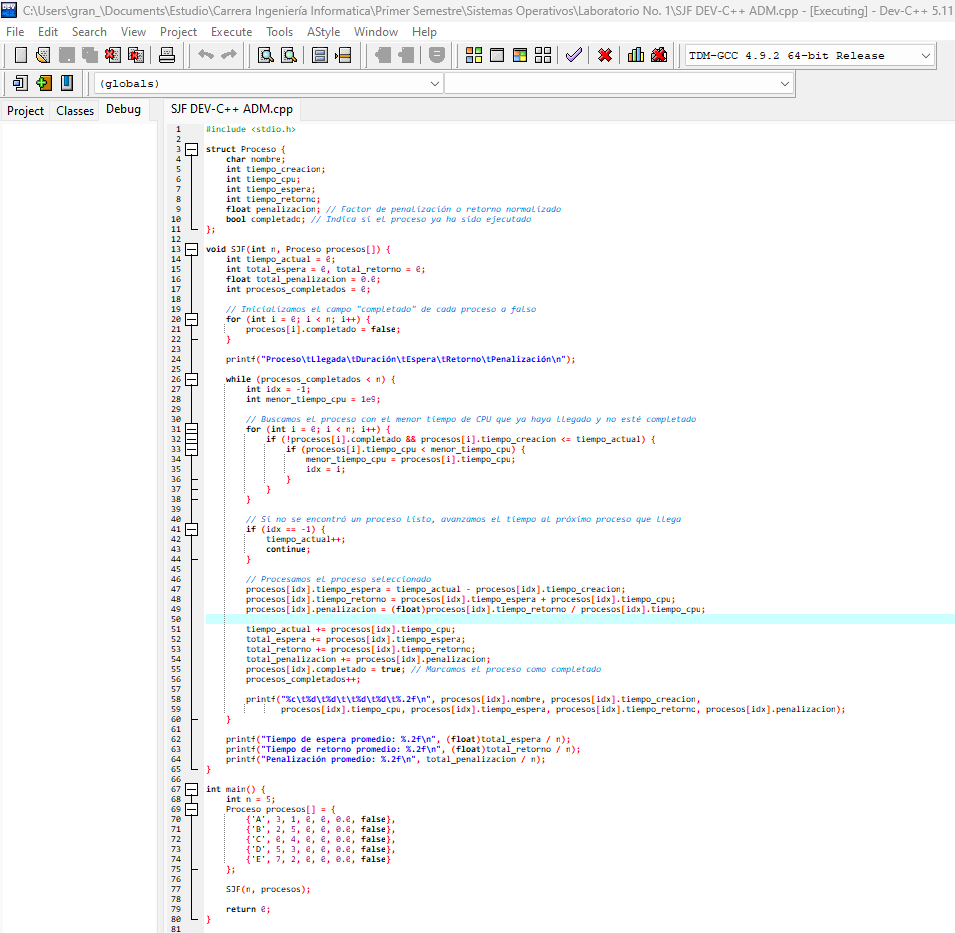 C:\Users\gran_\Documents\Estudio\Carrera Ingeniería Informatica\Primer Semestre\Sistemas Operativos\Laboratorio No. 1\SJF DEV-C++ ADM.cpp - [Executing] - Dev-C++ 5.11
File Edit Search View Project Execute Tools AStyle Window Help
TDM-GCC 4.9.2 64-bit Release
(globals)
Project Classes Debug
SJF DEV-C++ ADM.cpp
1 #include <stdio.h>
2
3 struct Proceso {
4 char nombre;
5 int tiempo_creacion;
6 int tiempo_cpu;
7 int tiempo_espera;
8 int tiempo_retorno;
9 float penalizacion; // Factor de penalización o retorno normalizado
10 bool completado; // Indica si el proceso ya ha sido ejecutado
11 };
12
13 void SJF(int n, Proceso procesos[]) {
14 int tiempo_actual = 0;
15 int total_espera = 0, total_retorno = 0;
16 float total_penalizacion = 0.0;
17 int procesos_completados = 0;
18
19 // Inicializamos el campo "completado" de cada proceso a falso
20 for (int i = 0; i < n; i++) {
21 procesos[i].completado = false;
22 }
23
24 printf("Proceso\tLlegada\tDuración\tEspera\tRetorno\tPenalización\n");
25
26 while (procesos_completados < n) {
27 int idx = -1;
28 int menor_tiempo_cpu = 1e9;
29
30 // Buscamos el proceso con el menor tiempo de CPU que ya haya llegado y no esté completado
31 for (int i = 0; i < n; i++) {
32 if (!procesos[i].completado && procesos[i].tiempo_creacion <= tiempo_actual) {
33 if (procesos[i].tiempo_cpu < menor_tiempo_cpu) {
34 menor_tiempo_cpu = procesos[i].tiempo_cpu;
35 idx = i;
36 }
37 }
38 }
39
40 // Si no se encontró un proceso listo, avanzamos el tiempo al próximo proceso que llega
41 if (idx == -1) {
42 tiempo_actual++;
43 continue;
44 }
45
46 // Procesamos el proceso seleccionado
47 procesos[idx].tiempo_espera = tiempo_actual - procesos[idx].tiempo_creacion;
48 procesos[idx].tiempo_retorno = procesos[idx].tiempo_espera + procesos[idx].tiempo_cpu;
49 procesos[idx].penalizacion = (float)procesos[idx].tiempo_retorno / procesos[idx].tiempo_cpu;
50
51 tiempo_actual += procesos[idx].tiempo_cpu;
52 total_espera += procesos[idx].tiempo_espera;
53 total_retorno += procesos[idx].tiempo_retorno;
54 total_penalizacion += procesos[idx].penalizacion;
55 procesos[idx].completado = true; // Marcamos el proceso como completado
56 procesos_completados++;
57
58 printf("%c\t%d\t%d\t\t%d\t%d\t%.2f\n", procesos[idx].nombre, procesos[idx].tiempo_creacion,
59 procesos[idx].tiempo_cpu, procesos[idx].tiempo_espera, procesos[idx].tiempo_retorno, procesos[idx].penalizacion);
60 }
61
62 printf("Tiempo de espera promedio: %.2f\n", (float)total_espera / n);
63 printf("Tiempo de retorno promedio: %.2f\n", (float)total_retorno / n);
64 printf("Penalización promedio: %.2f\n", total_penalizacion / n);
65 }
66
67 int main() {
68 int n = 5;
69 Proceso procesos[] = {
70 {'A', 3, 1, 0, 0, 0.0, false},
71 {'B', 2, 5, 0, 0, 0.0, false},
72 {'C', 0, 4, 0, 0, 0.0, false},
73 {'D', 5, 3, 0, 0, 0.0, false},
74 {'E', 7, 2, 0, 0, 0.0, false}
75 };
76
77 SJF(n, procesos);
78
79 return 0;
80 }
81